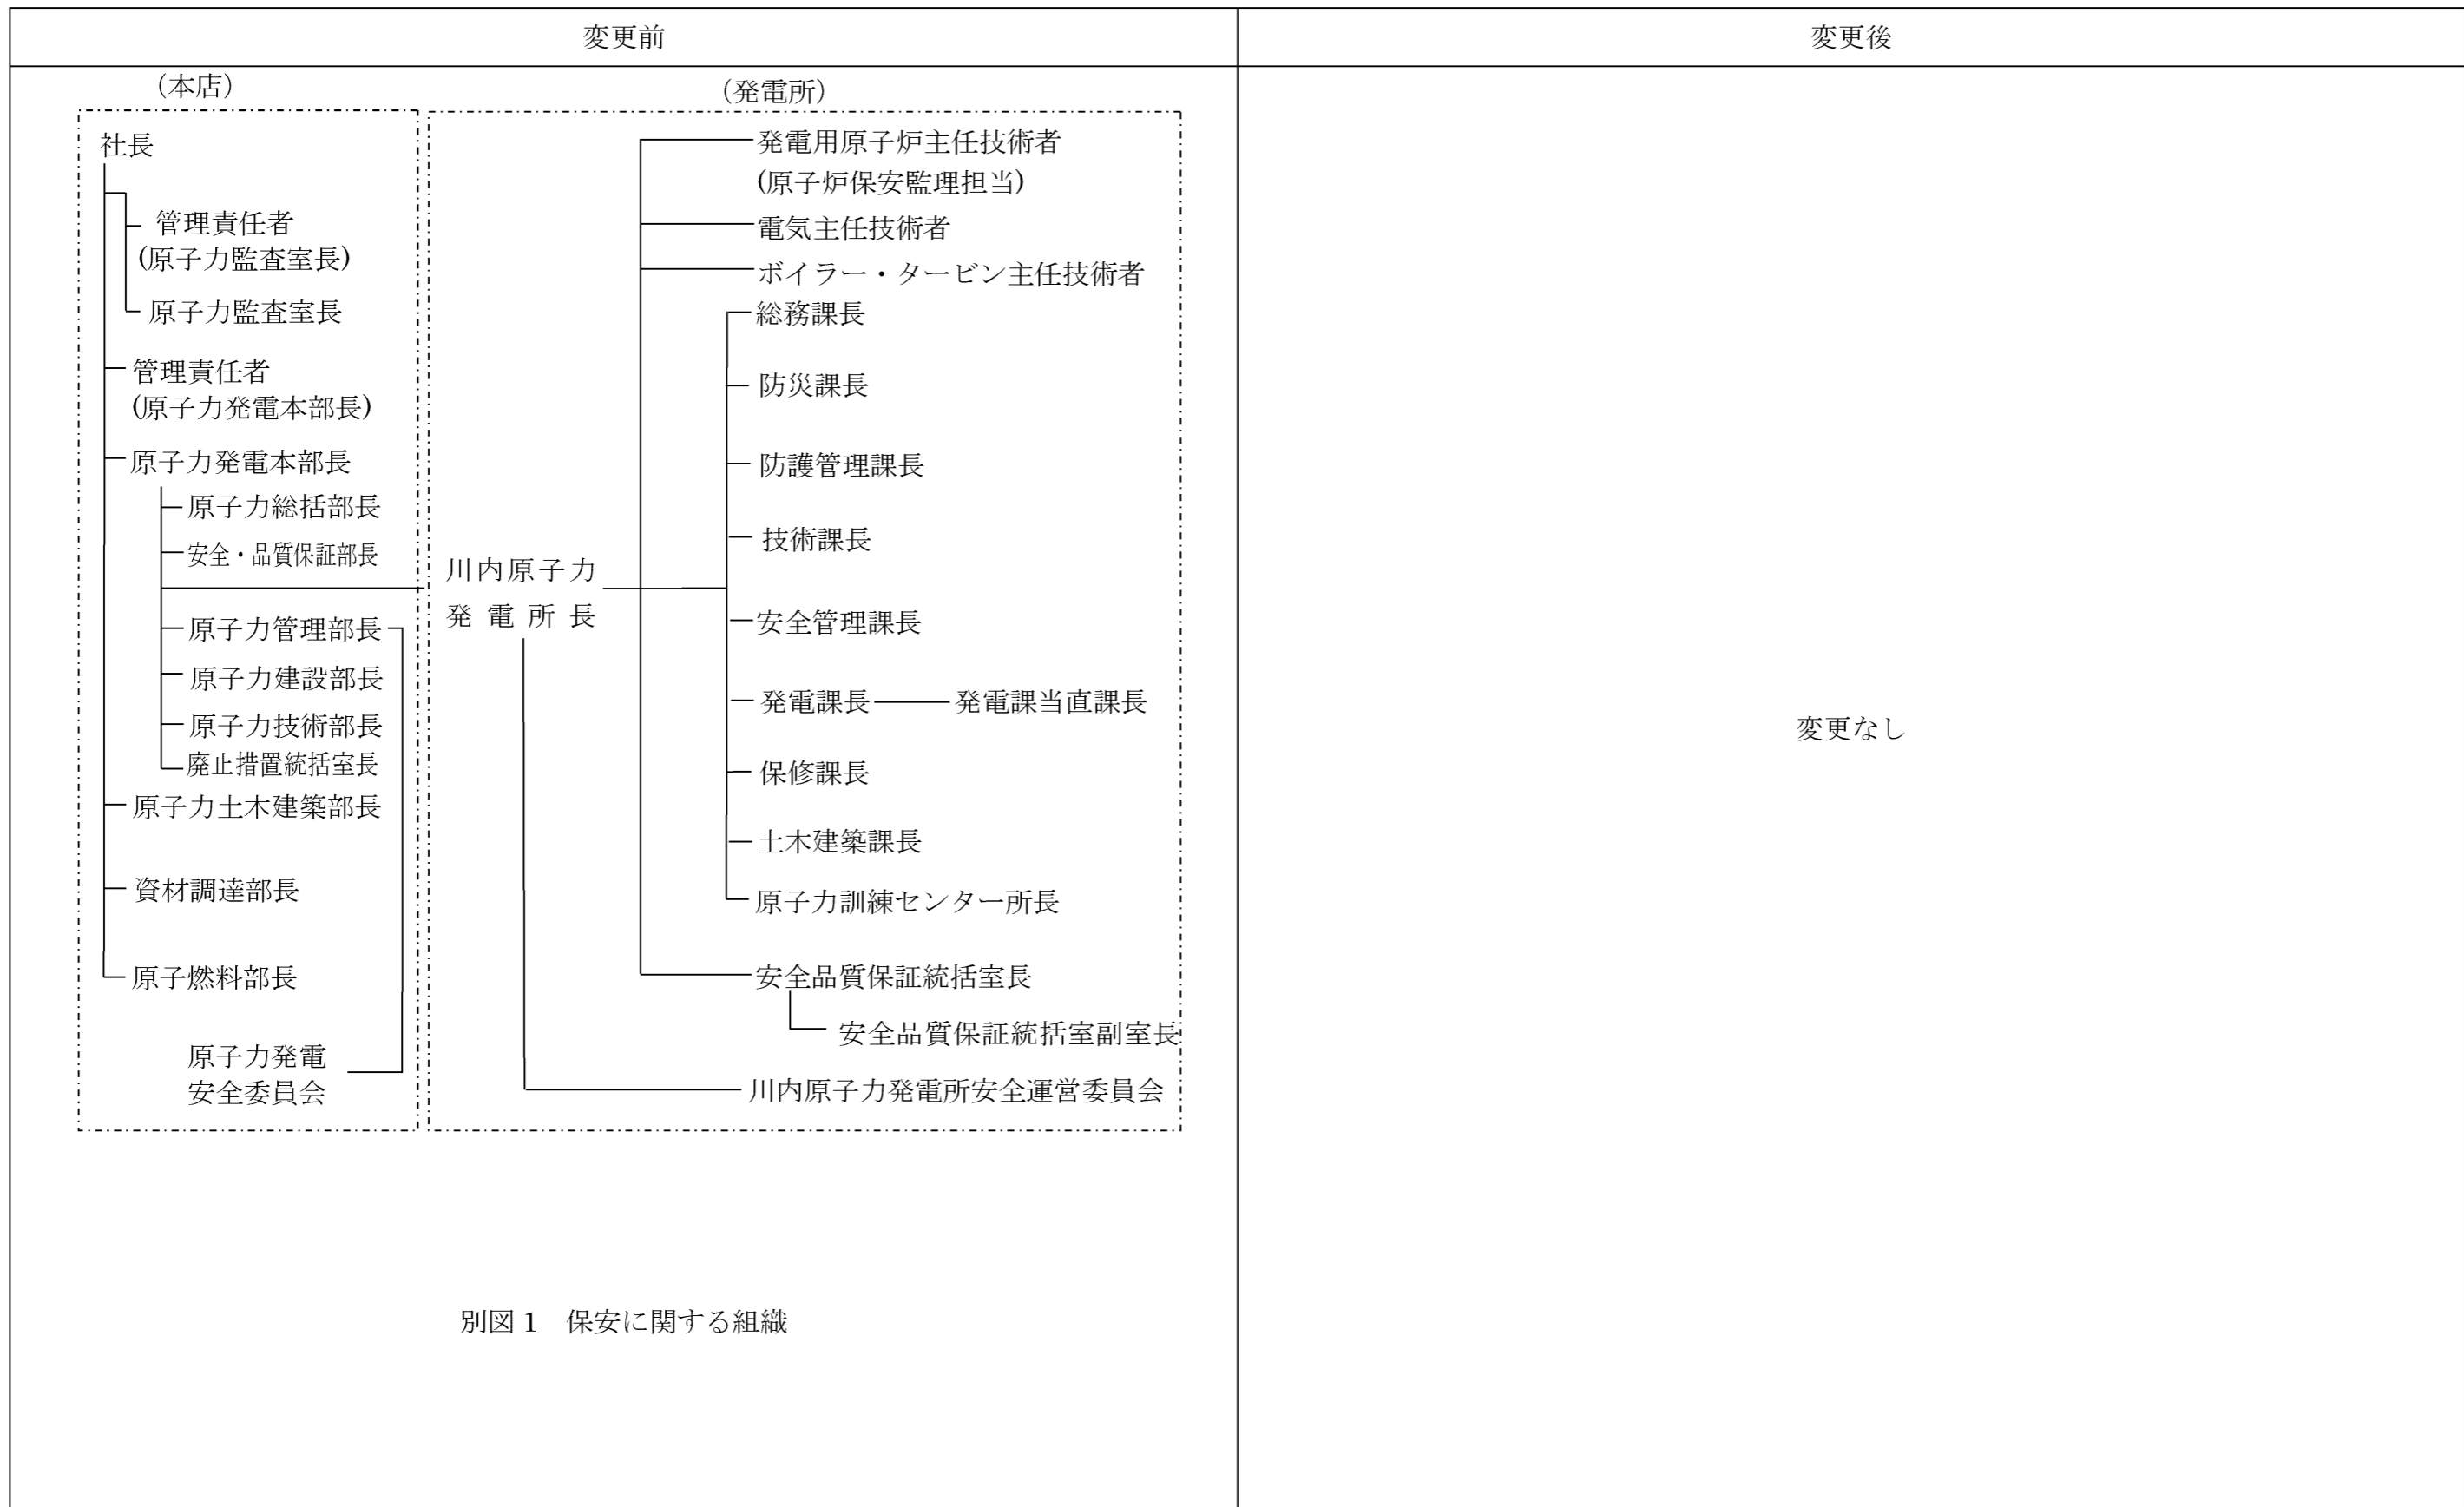 変更前
変更後
（本店）
社長
管理責任者
(原子力監査室長)
原子力監査室長
管理責任者
(原子力発電本部長)
原子力発電本部長
原子力総括部長
安全・品質保証部長
原子力管理部長
原子力建設部長
原子力技術部長
廃止措置統括室長
原子力土木建築部長
資材調達部長
原子燃料部長
原子力発電
安全委員会
（発電所）
川内原子力
発電所長
発電用原子炉主任技術者
(原子炉保安監理担当)
電気主任技術者
ボイラー・タービン主任技術者
総務課長
防災課長
防護管理課長
技術課長
安全管理課長
発電課長 発電課当直課長
保修課長
土木建築課長
原子力訓練センター所長
安全品質保証統括室長
安全品質保証統括室副室長
川内原子力発電所安全運営委員会
別図1　保安に関する組織
変更なし